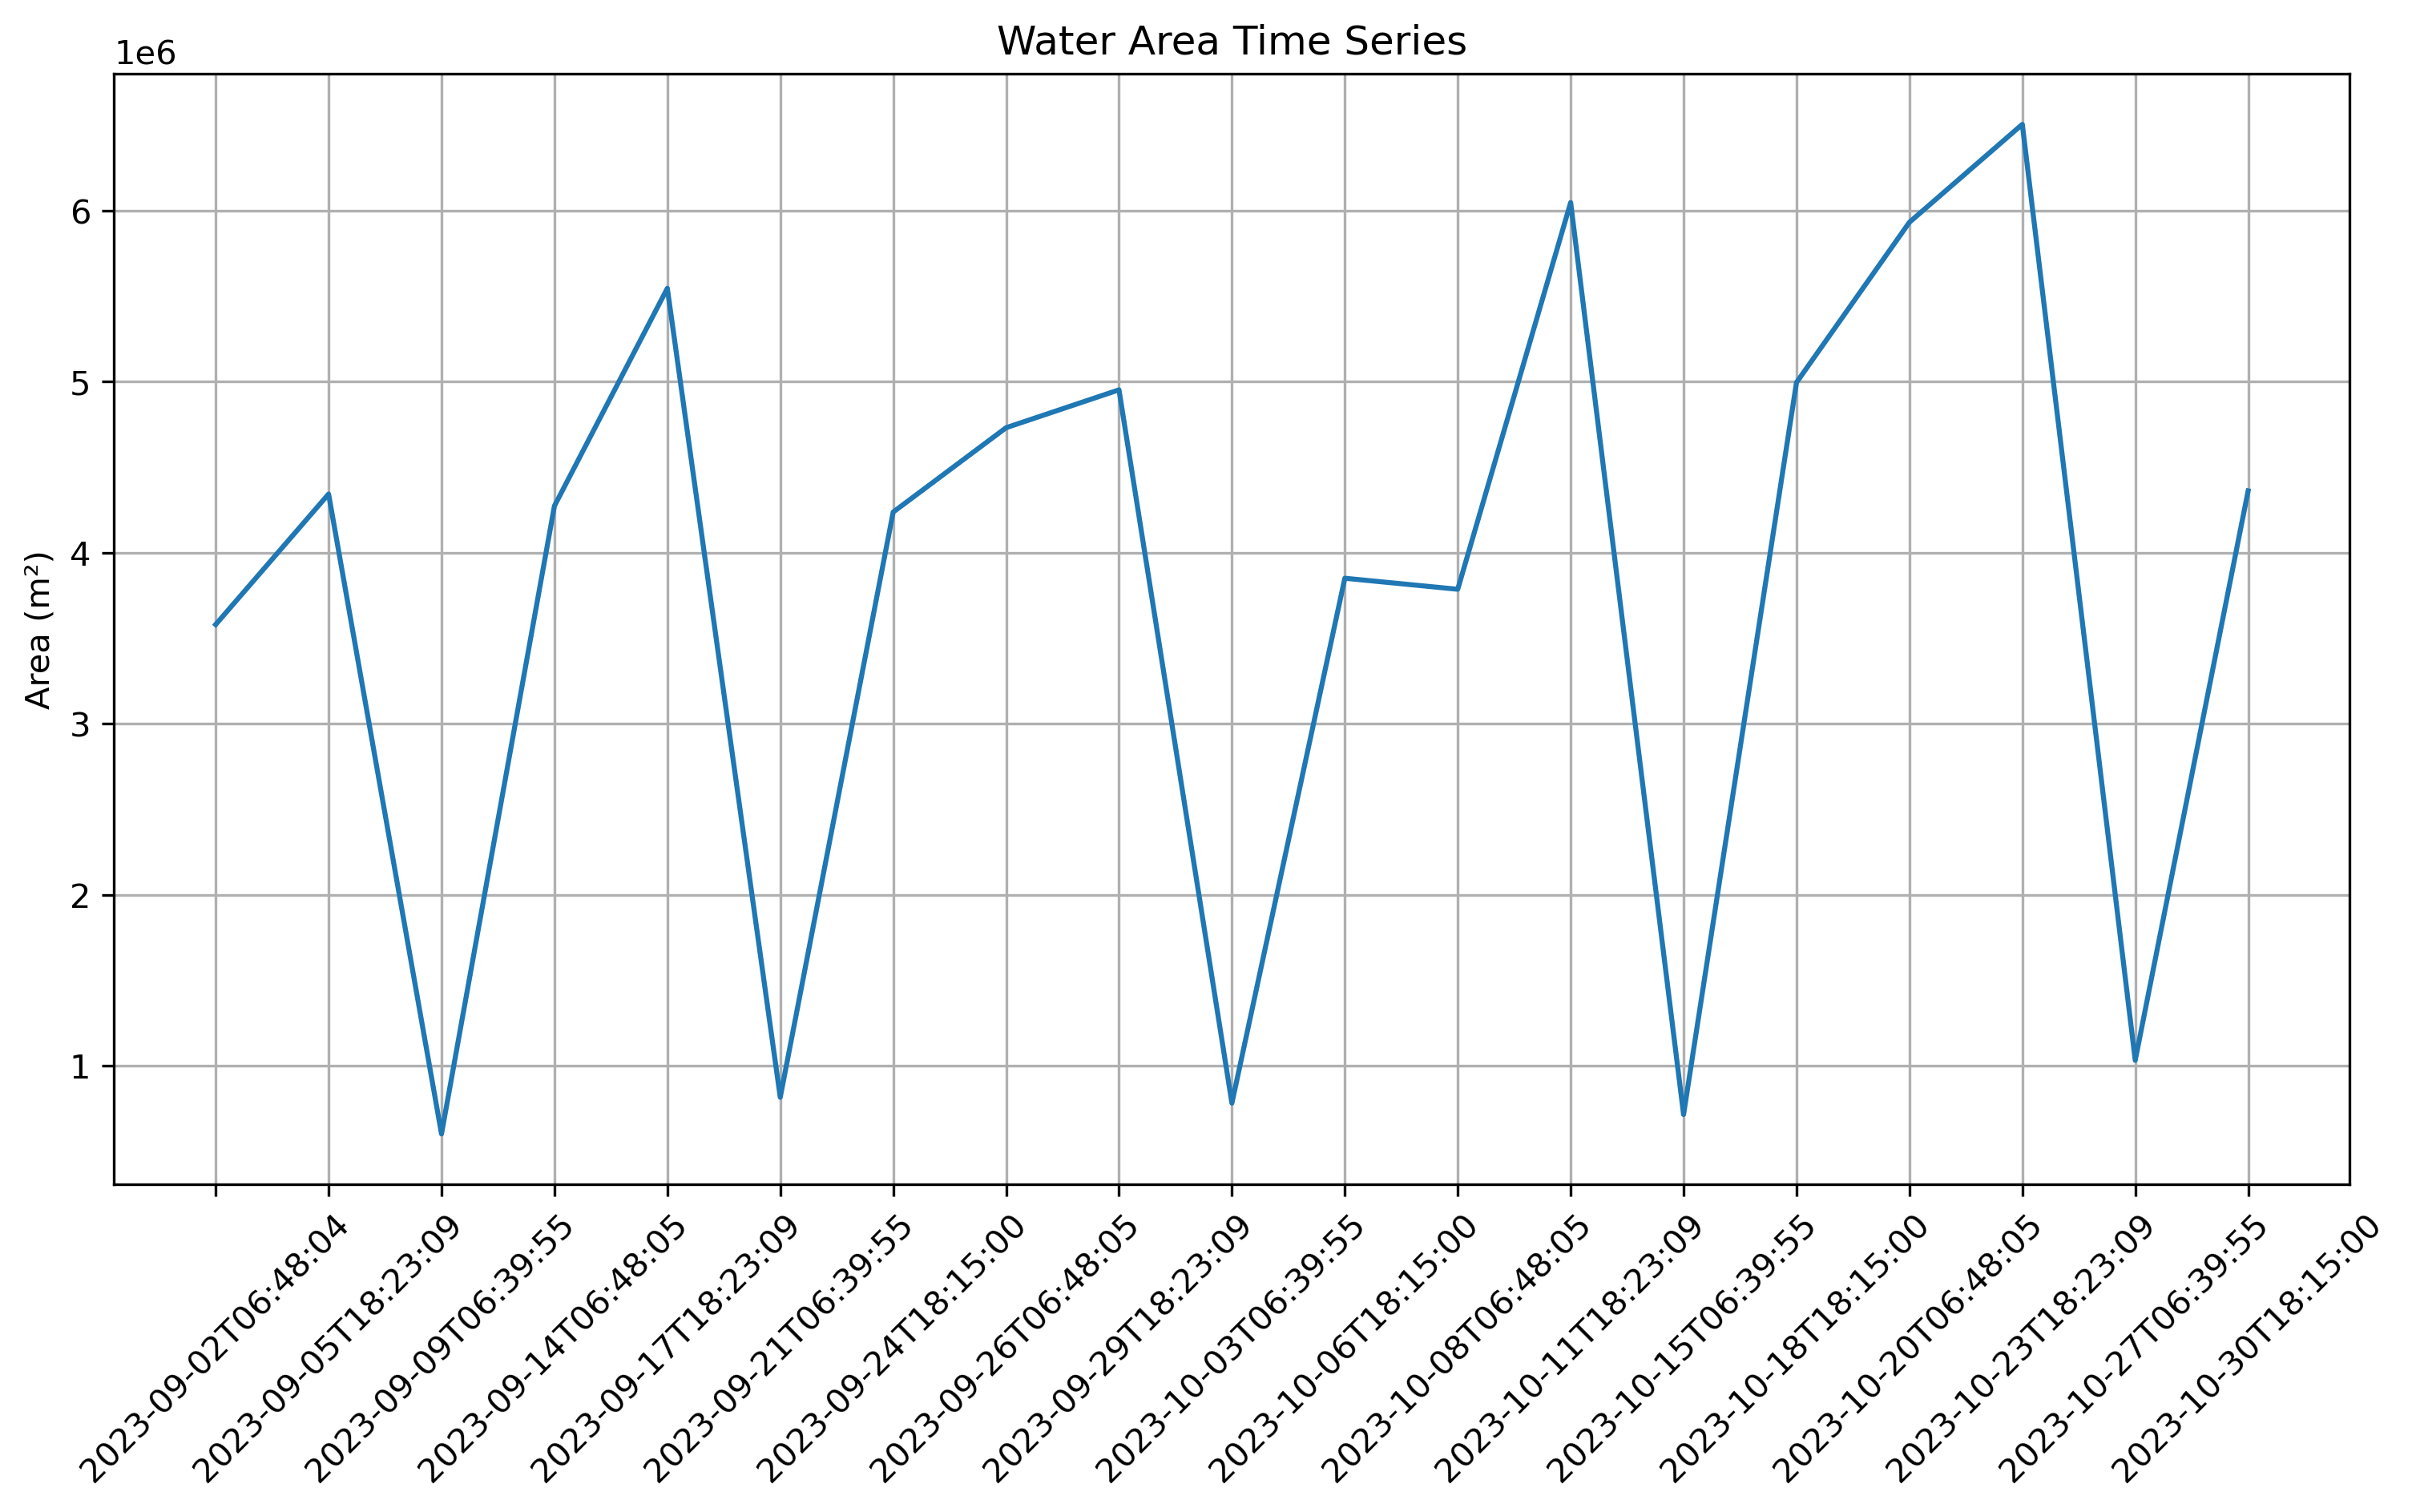 Water Area Time Series
1e6
6
5
4
3
2
1
Area (m²)
2023-09-02T06:48:04
2023-09-05T18:23:09
2023-09-09T06:39:55
2023-09-14T06:48:05
2023-09-17T18:23:09
2023-09-21T06:39:55
2023-09-24T18:15:00
2023-09-26T06:48:05
2023-09-29T18:23:09
2023-10-03T06:39:55
2023-10-06T18:15:00
2023-10-08T06:48:05
2023-10-11T18:23:09
2023-10-15T06:39:55
2023-10-18T18:15:00
2023-10-20T06:48:05
2023-10-23T18:23:09
2023-10-27T06:39:55
2023-10-30T18:15:00